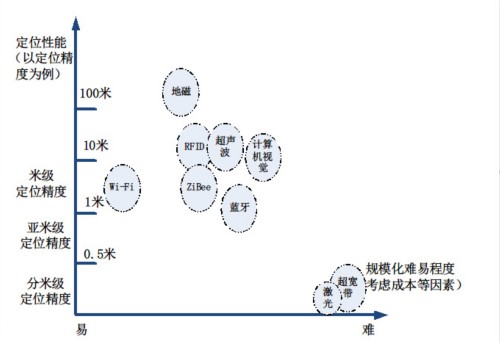 定位性能
（以定位精
度为例）
100米
地磁
10米
RFID
超声
波
计算
机视
觉
米级
定位精度
Wi-Fi
ZiBee
蓝牙
1米
亚米级
定位精度
0.5米
规模化难易程度
考虑成本等因素）
超宽
带
激
光
分米级
定位精度
易
难